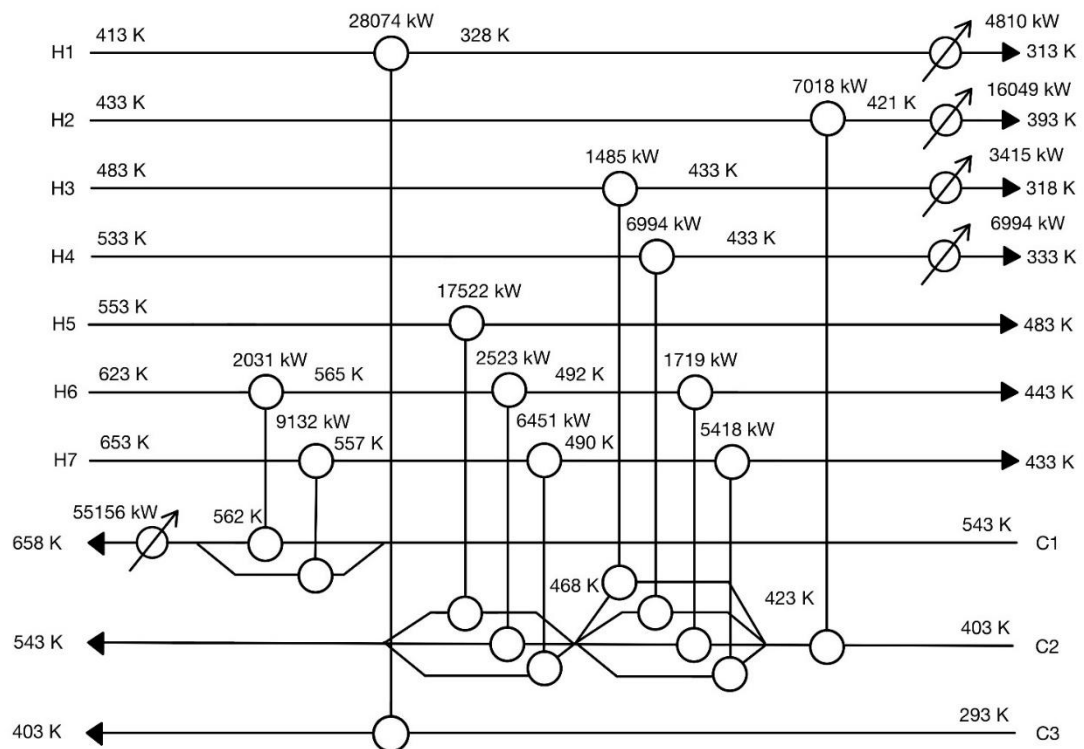 28074 kW
4810 kW
H1
413 K
328 K
313 K
7018 kW
16049 kW
H2
433 K
421 K
393 K
1485 kW
3415 kW
H3
483 K
433 K
318 K
6994 kW
6994 kW
H4
533 K
433 K
333 K
17522 kW
H5
553 K
483 K
2031 kW
2523 kW
1719 kW
H6
623 K
565 K
492 K
443 K
9132 kW
6451 kW
5418 kW
H7
653 K
557 K
490 K
433 K
55156 kW
562 K
543 K
658 K
C1
468 K
423 K
403 K
543 K
C2
293 K
403 K
C3